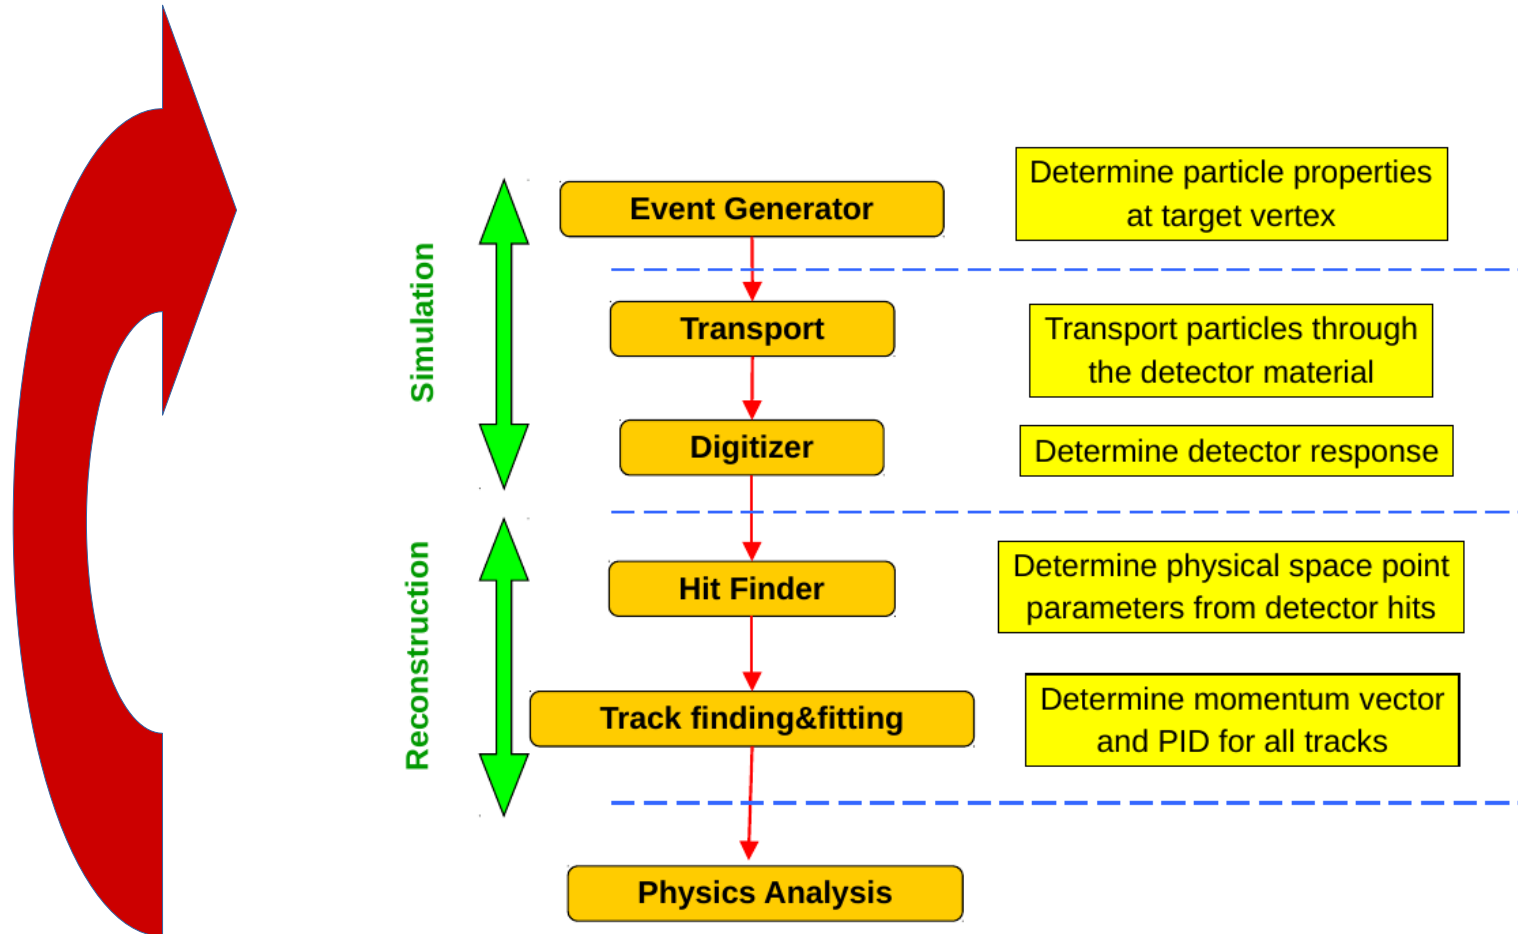 Determine particle properties
at target vertex
Event Generator
Simulation
Transport
Transport particles through
the detector material
Digitizer
Determine detector response
Reconstruction
Hit Finder
Determine physical space point
parameters from detector hits
Track finding&fitting
Determine momentum vector
and PID for all tracks
Physics Analysis